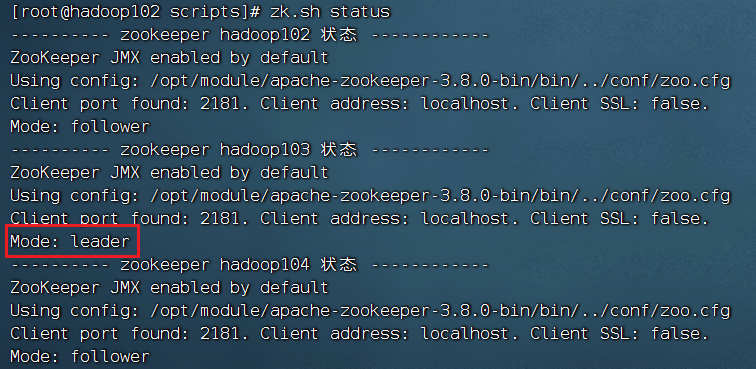 [root@hadoop102 scripts]# zk.sh status
---------- zookeeper hadoop102 状态 ------------
ZooKeeper JMX enabled by default
Using config: /opt/module/apache-zookeeper-3.8.0-bin/bin/../conf/zoo.cfg
Client port found: 2181. Client address: localhost. Client SSL: false.
Mode: follower
---------- zookeeper hadoop103 状态 ------------
ZooKeeper JMX enabled by default
Using config: /opt/module/apache-zookeeper-3.8.0-bin/bin/../conf/zoo.cfg
Client port found: 2181. Client address: localhost. Client SSL: false.
Mode: leader
---------- zookeeper hadoop104 状态 ------------
ZooKeeper JMX enabled by default
Using config: /opt/module/apache-zookeeper-3.8.0-bin/bin/../conf/zoo.cfg
Client port found: 2181. Client address: localhost. Client SSL: false.
Mode: follower